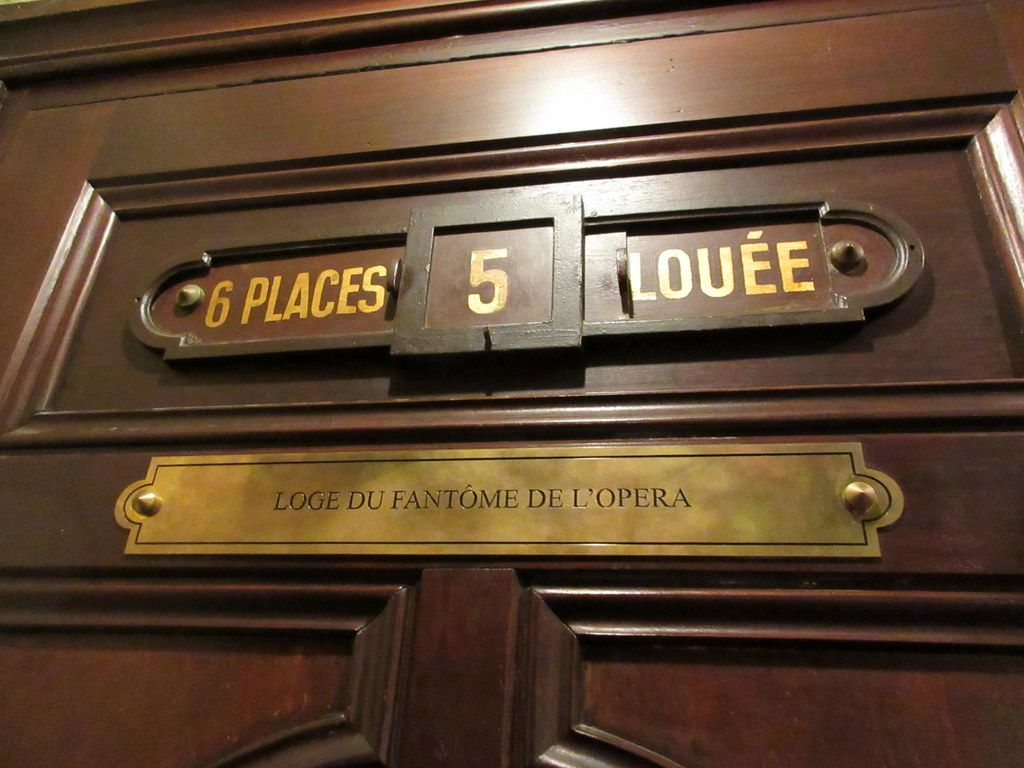 6 PLACES 5 LOUÉE
LOGE DU FANTÔME DE L'OPERA